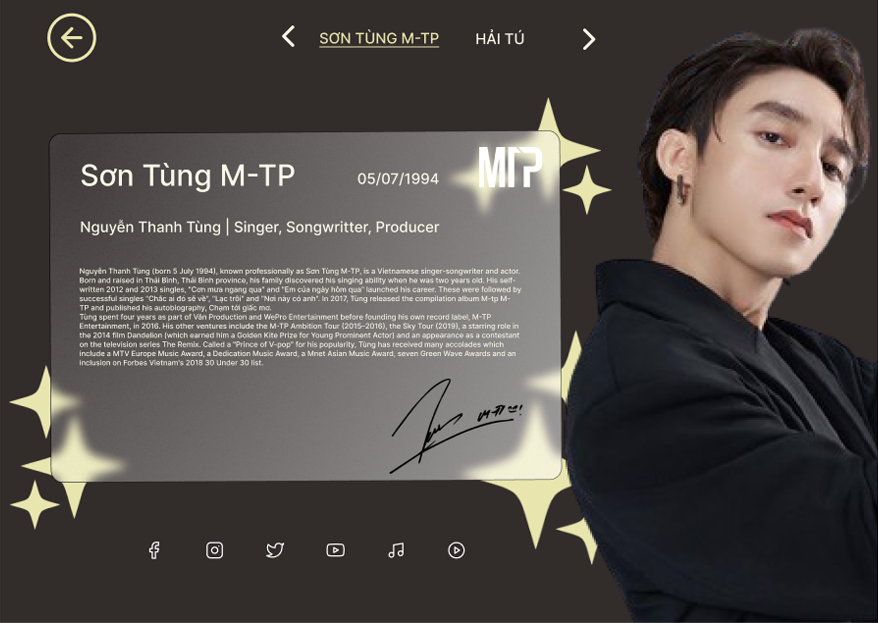 SƠN TÙNG M-TP HẢI TÚ
Sơn Tùng M-TP 05/07/1994 MTP
Nguyễn Thanh Tùng | Singer, Songwritter, Producer
Nguyễn Thanh Tùng (born 5 July 1994), known professionally as Sơn Tùng M-TP, is a Vietnamese singer-songwriter and actor.
Born and raised in Thái Bình, Thái Bình province, his family discovered his singing ability when he was two years old. His self-
written 2012 and 2013 singles, "Cơn mưa ngang qua" and "Em của ngày hôm qua" launched his career. These were followed by
successful singles "Chắc ai đó sẽ về", "Lạc trôi" and "Nơi này có anh". In 2017, Tùng released the compilation album M-tp M-
TP and published his autobiography, Chạm tới giấc mơ.
Tùng spent four years as part of Văn Production and WePro Entertainment before founding his own record label, M-TP
Entertainment, in 2016. His other ventures include the M-TP Ambition Tour (2015–2016), the Sky Tour (2019), a starring role in
the 2014 film Dandelion (which earned him a Golden Kite Prize for Young Prominent Actor) and an appearance as a contestant
on the television series The Remix. Called a "Prince of V-pop" for his popularity, Tùng has received many accolades which
include a MTV Europe Music Award, a Dedication Music Award, a Mnet Asian Music Award, seven Green Wave Awards and an
inclusion on Forbes Vietnam's 2018 30 Under 30 list.